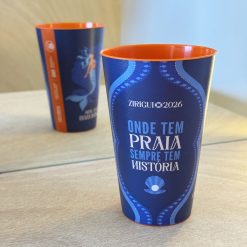 ZIRIGUI 2026
ONDE TEM
PRAIA
SEMPRE TEM
HISTÓRIA